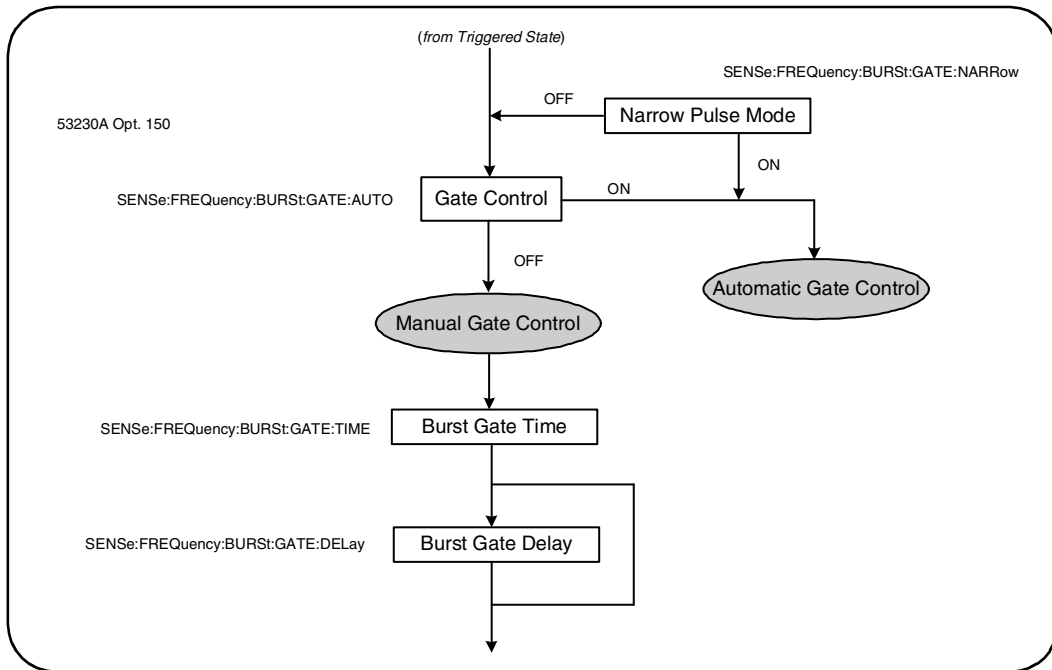 (from Triggered State)
SENSe:FREQuency:BURSt:GATE:NARRow
OFF
Narrow Pulse Mode
53230A Opt. 150
ON
SENSe:FREQuency:BURSt:GATE:AUTO
Gate Control
ON
OFF
Automatic Gate Control
Manual Gate Control
SENSe:FREQuency:BURSt:GATE:TIME
Burst Gate Time
SENSe:FREQuency:BURSt:GATE:DELay
Burst Gate Delay